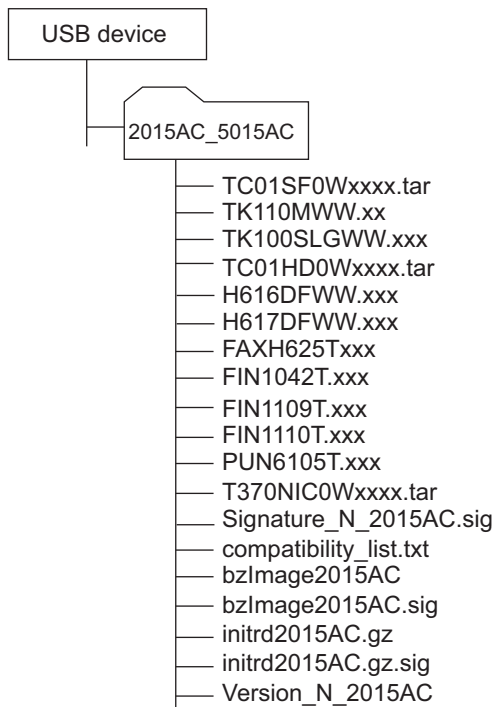 USB device
2015AC_5015AC
TC01SF0Wxxxx.tar
TK110MWW.xx
TK100SLGWW.xxx
TC01HD0Wxxxx.tar
H616DFWW.xxx
H617DFWW.xxx
FAXH625Txxx
FIN1042T.xxx
FIN1109T.xxx
FIN1110T.xxx
PUN6105T.xxx
T370NIC0Wxxxx.tar
Signature_N_2015AC.sig
compatibility_list.txt
bzImage2015AC
bzImage2015AC.sig
initrd2015AC.gz
initrd2015AC.gz.sig
Version_N_2015AC